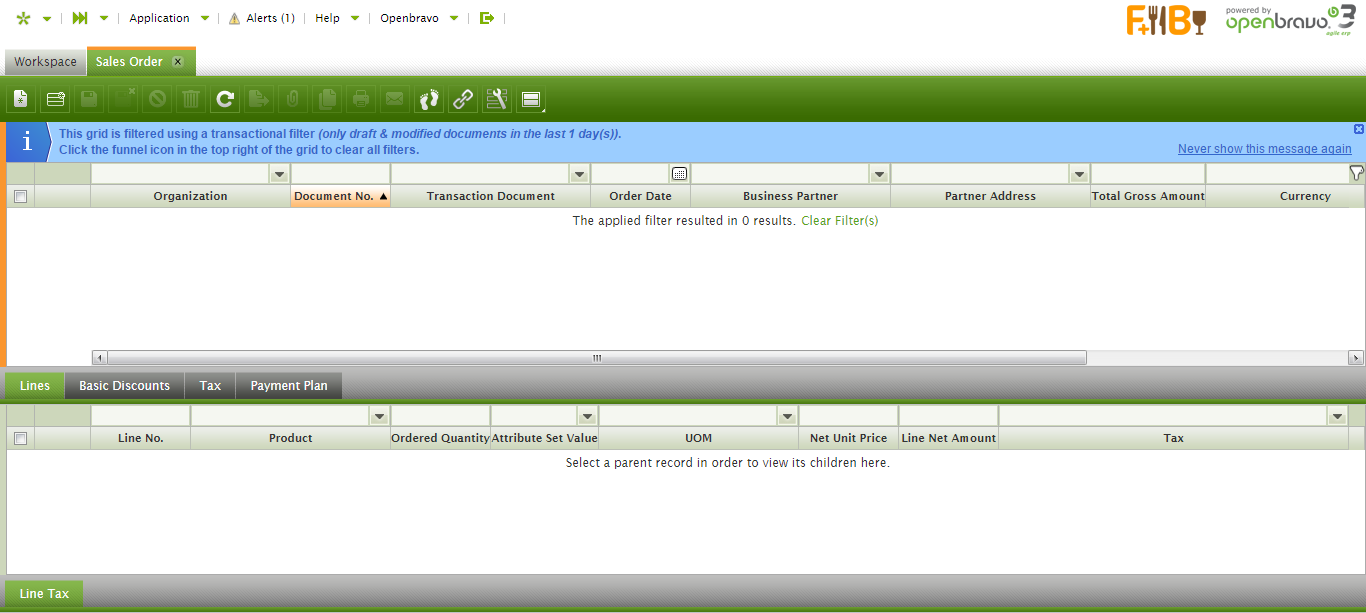 Application Alerts (1) Help Openbravo
F+B
powered by
openbravo 3
agile erp
Workspace Sales Order
This grid is filtered using a transactional filter (only draft & modified documents in the last 1 day(s)).
Click the funnel icon in the top right of the grid to clear all filters.
Never show this message again
Organization Document No. Transaction Document Order Date Business Partner Partner Address Total Gross Amount Currency
The applied filter resulted in 0 results. Clear Filter(s)
Lines Basic Discounts Tax Payment Plan
Line No. Product Ordered Quantity Attribute Set Value UOM Net Unit Price Line Net Amount Tax
Select a parent record in order to view its children here.
Line Tax